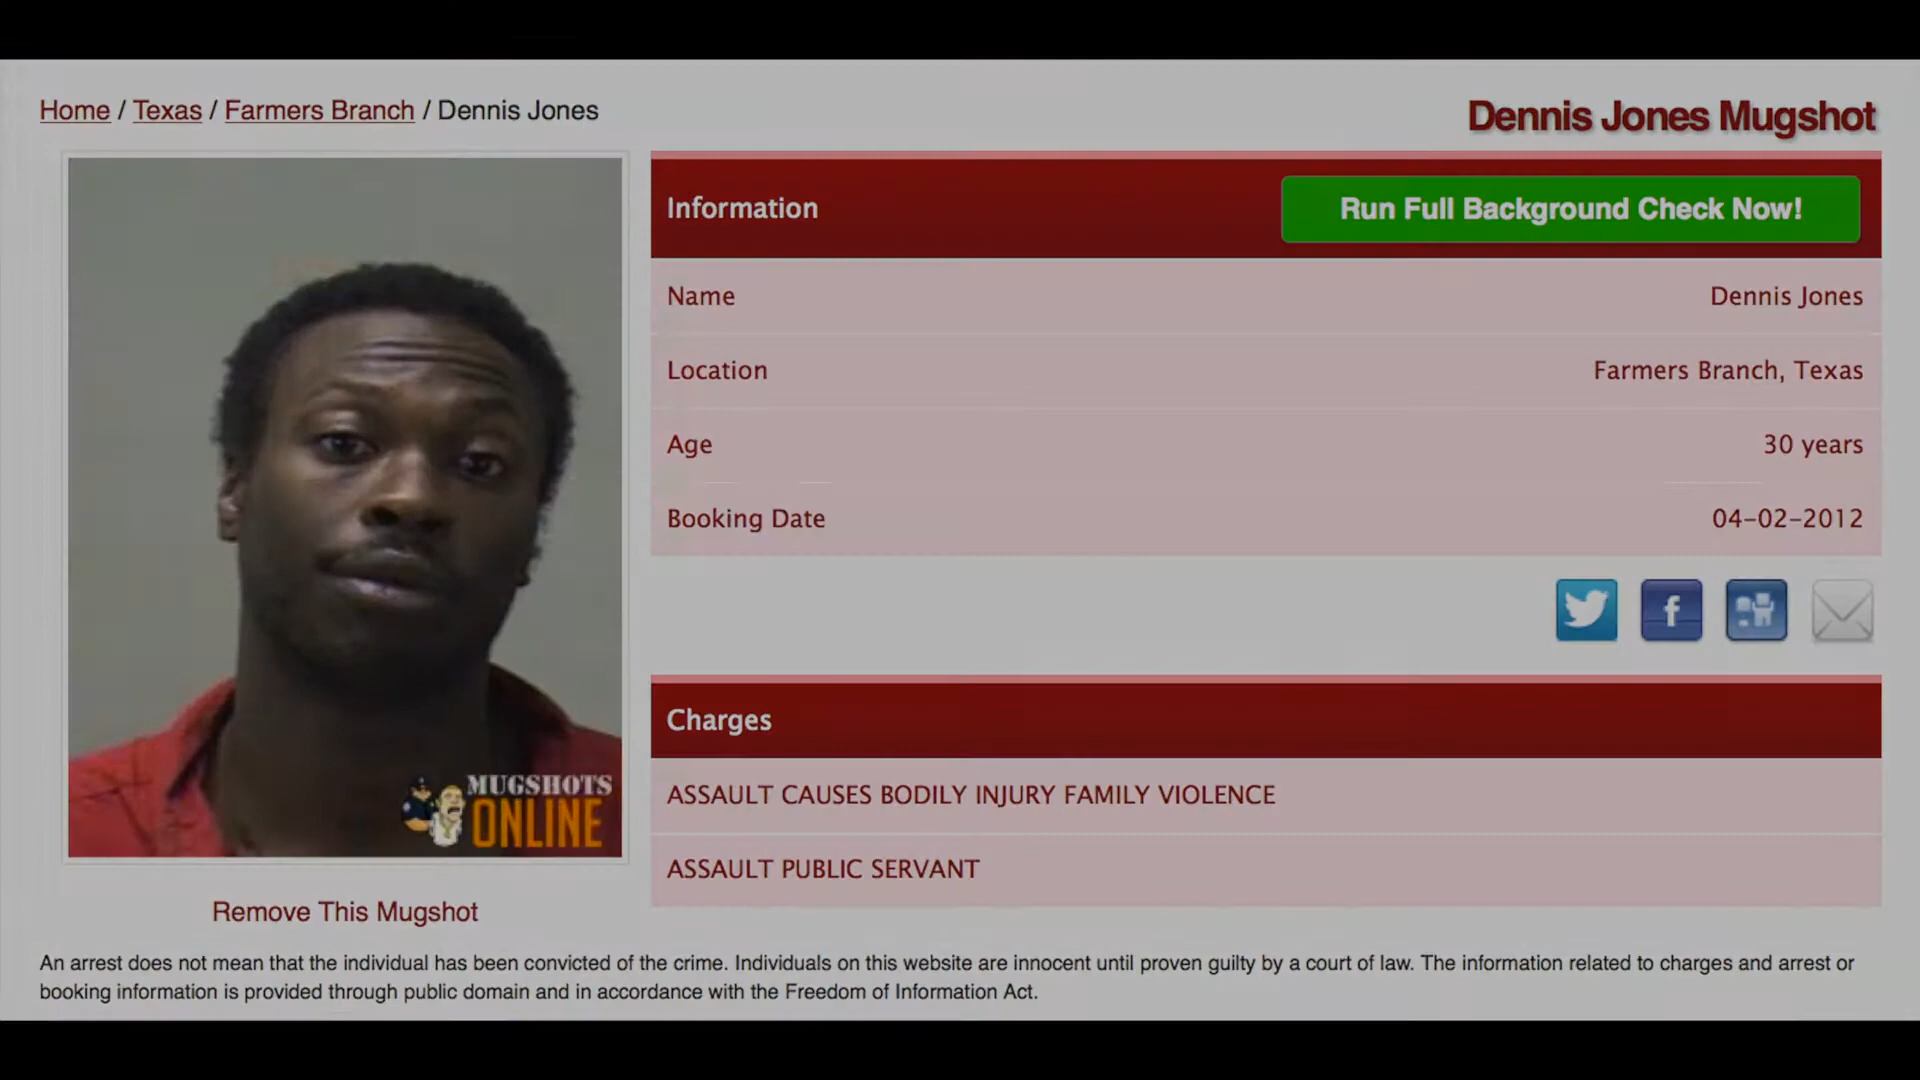 Home / Texas / Farmers Branch / Dennis Jones
Dennis Jones Mugshot
Information
Run Full Background Check Now!
Name
Dennis Jones
Location
Farmers Branch, Texas
Age
30 years
Booking Date
04-02-2012
Charges
ASSAULT CAUSES BODILY INJURY FAMILY VIOLENCE
ASSAULT PUBLIC SERVANT
MUGSHOTS
ONLINE
Remove This Mugshot
An arrest does not mean that the individual has been convicted of the crime. Individuals on this website are innocent until proven guilty by a court of law. The information related to charges and arrest or
booking information is provided through public domain and in accordance with the Freedom of Information Act.